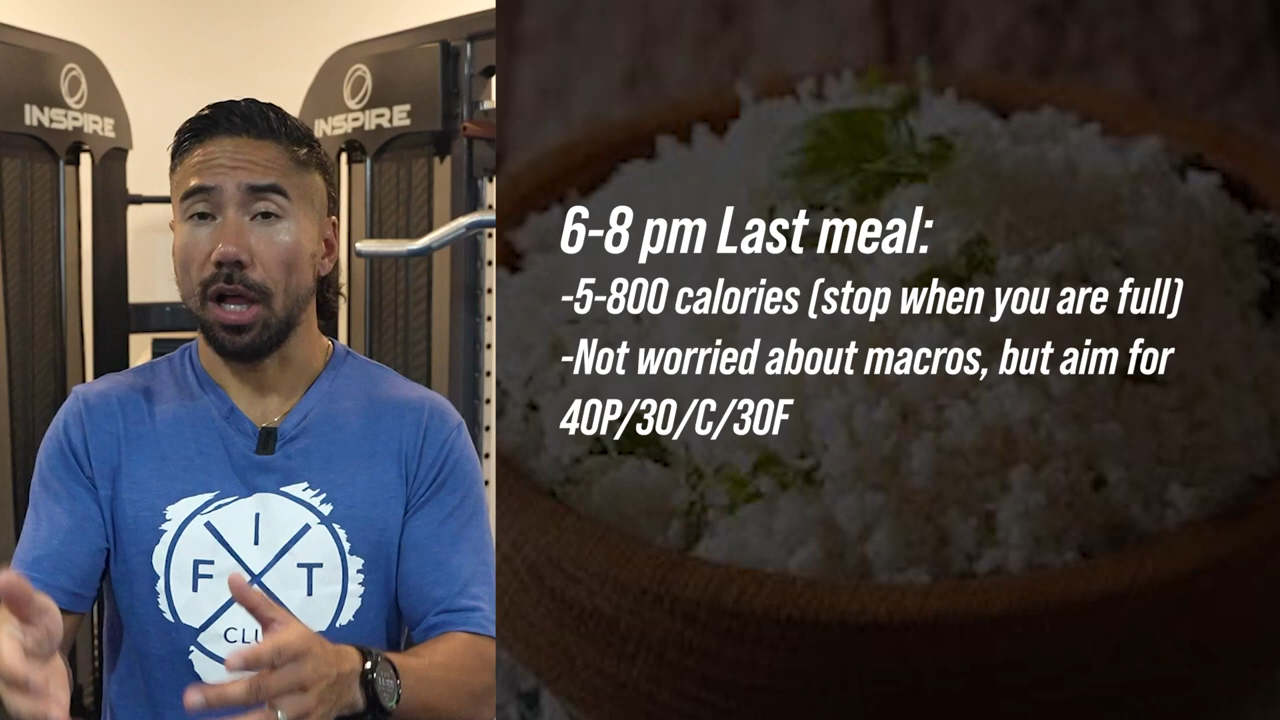 INSPIRE
INSPIRE
6-8 pm Last meal:
-5-800 calories (stop when you are full)
-Not worried about macros, but aim for
40P/30/C/30F
I
F T